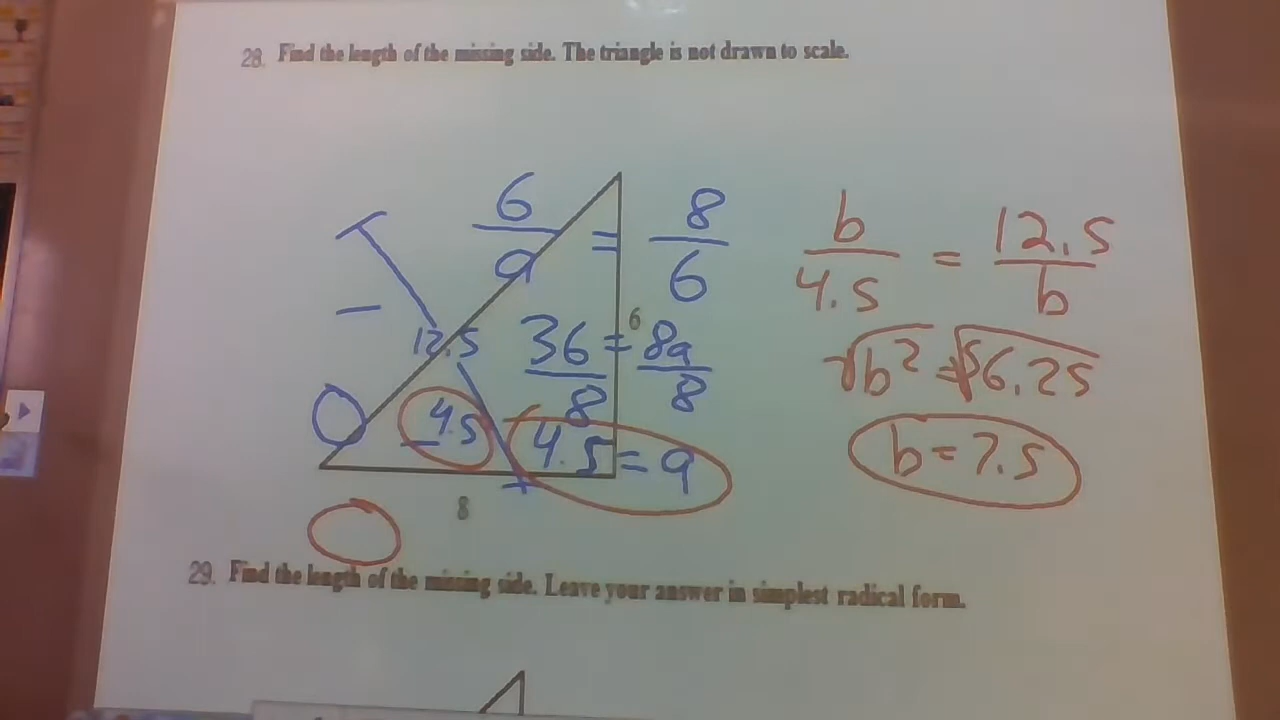 28. Find the length of the missing side. The triangle is not drawn to scale.
6/a = 8/6
b/4.5 = 12.5/b
12.5
6
36/8 = 8a/8
√b² = √56.25
4.5
4.5 = a
b = 7.5
8
29. Find the length of the missing side. Leave your answer in simplest radical form.